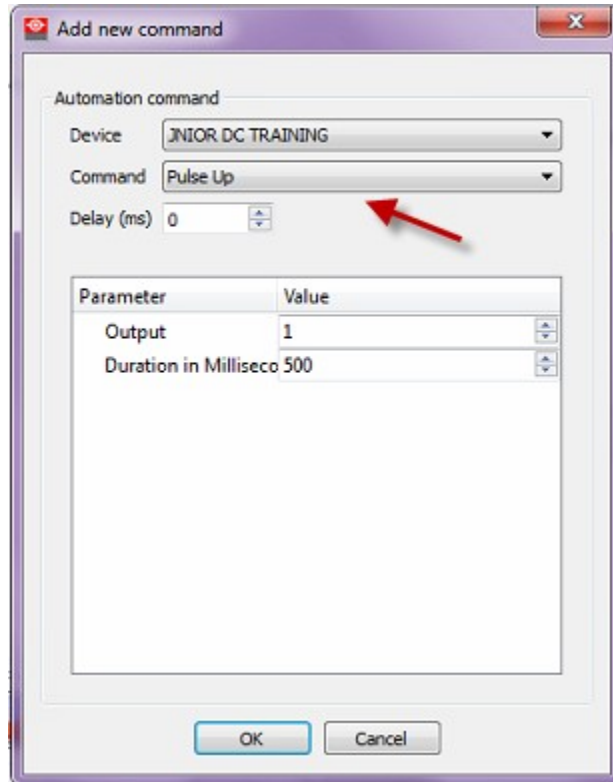 Add new command
Automation command
Device JNIOR DC TRAINING
Command Pulse Up
Delay (ms) 0
Parameter Value
Output 1
Duration in Milliseco 500
OK Cancel